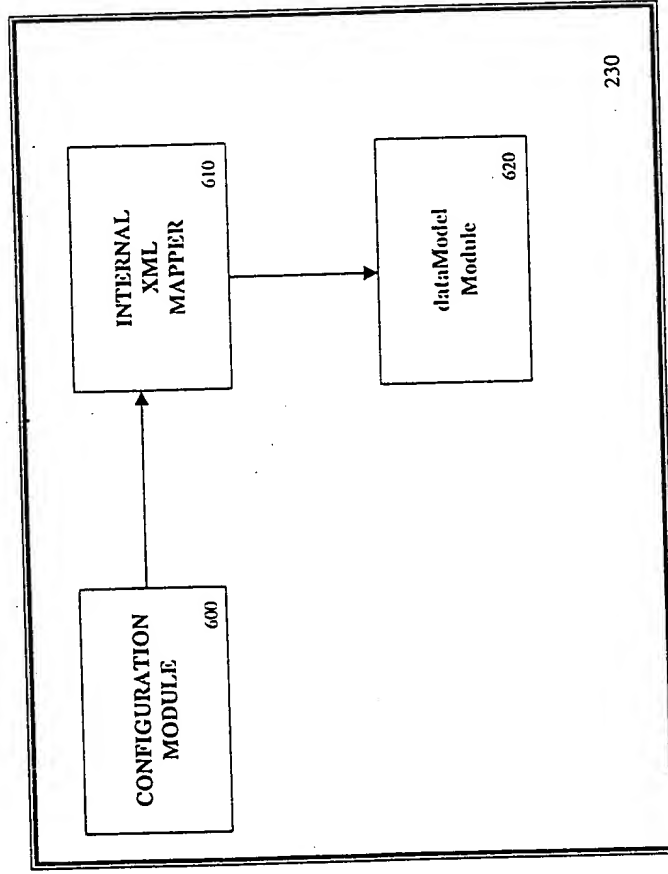 CONFIGURATION
MODULE
600
INTERNAL
XML
MAPPER
610
dataModel
Module
620
230